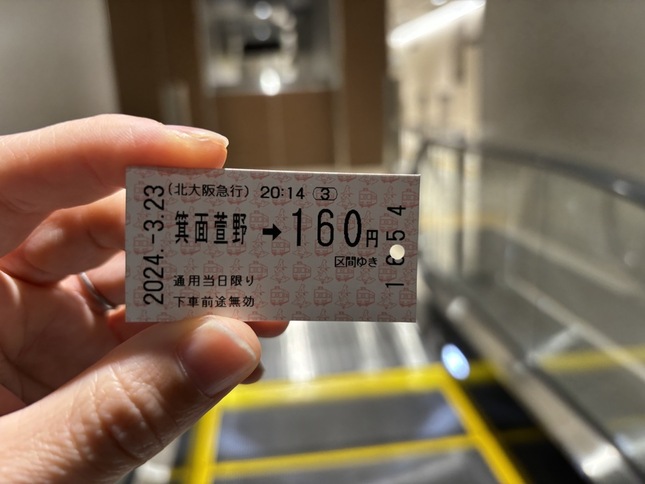 2024.-3.23
(北大阪急行) 20:14 3
箕面萱野→160円
区間ゆき
通用当日限り
下車前途無効